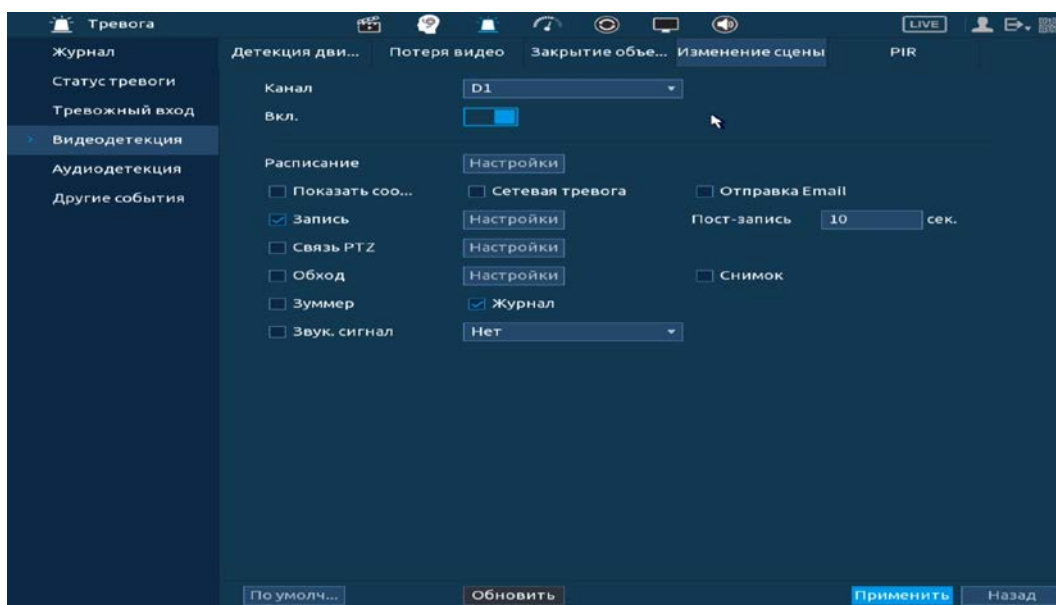 Тревога LIVE
Журнал
Статус тревоги
Тревожный вход
Видеодетекция
Аудиодетекция
Другие события
Детекция дви... Потеря видео Закрытие объе... Изменение сцены PIR
Канал D1
Вкл.
Расписание Настройки
Показать соо... Сетевая тревога Отправка Email
Запись Настройки Пост-запись 10 сек.
Связь PTZ Настройки
Обход Настройки Снимок
Зуммер Журнал
Звук. сигнал Нет
По умолч... Обновить Применить Назад